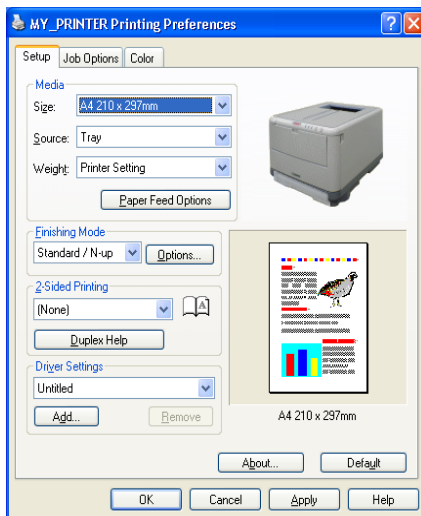 MY_PRINTER Printing Preferences
Setup
Job Options
Color
Media
Size:
A4 210 x 297mm
Source:
Tray
Weight:
Printer Setting
Paper Feed Options
Finishing Mode
Standard / N-up
Options...
2-Sided Printing
(None)
Duplex Help
Driver Settings
Untitled
Add...
Remove
A4 210 x 297mm
About...
Default
OK
Cancel
Apply
Help